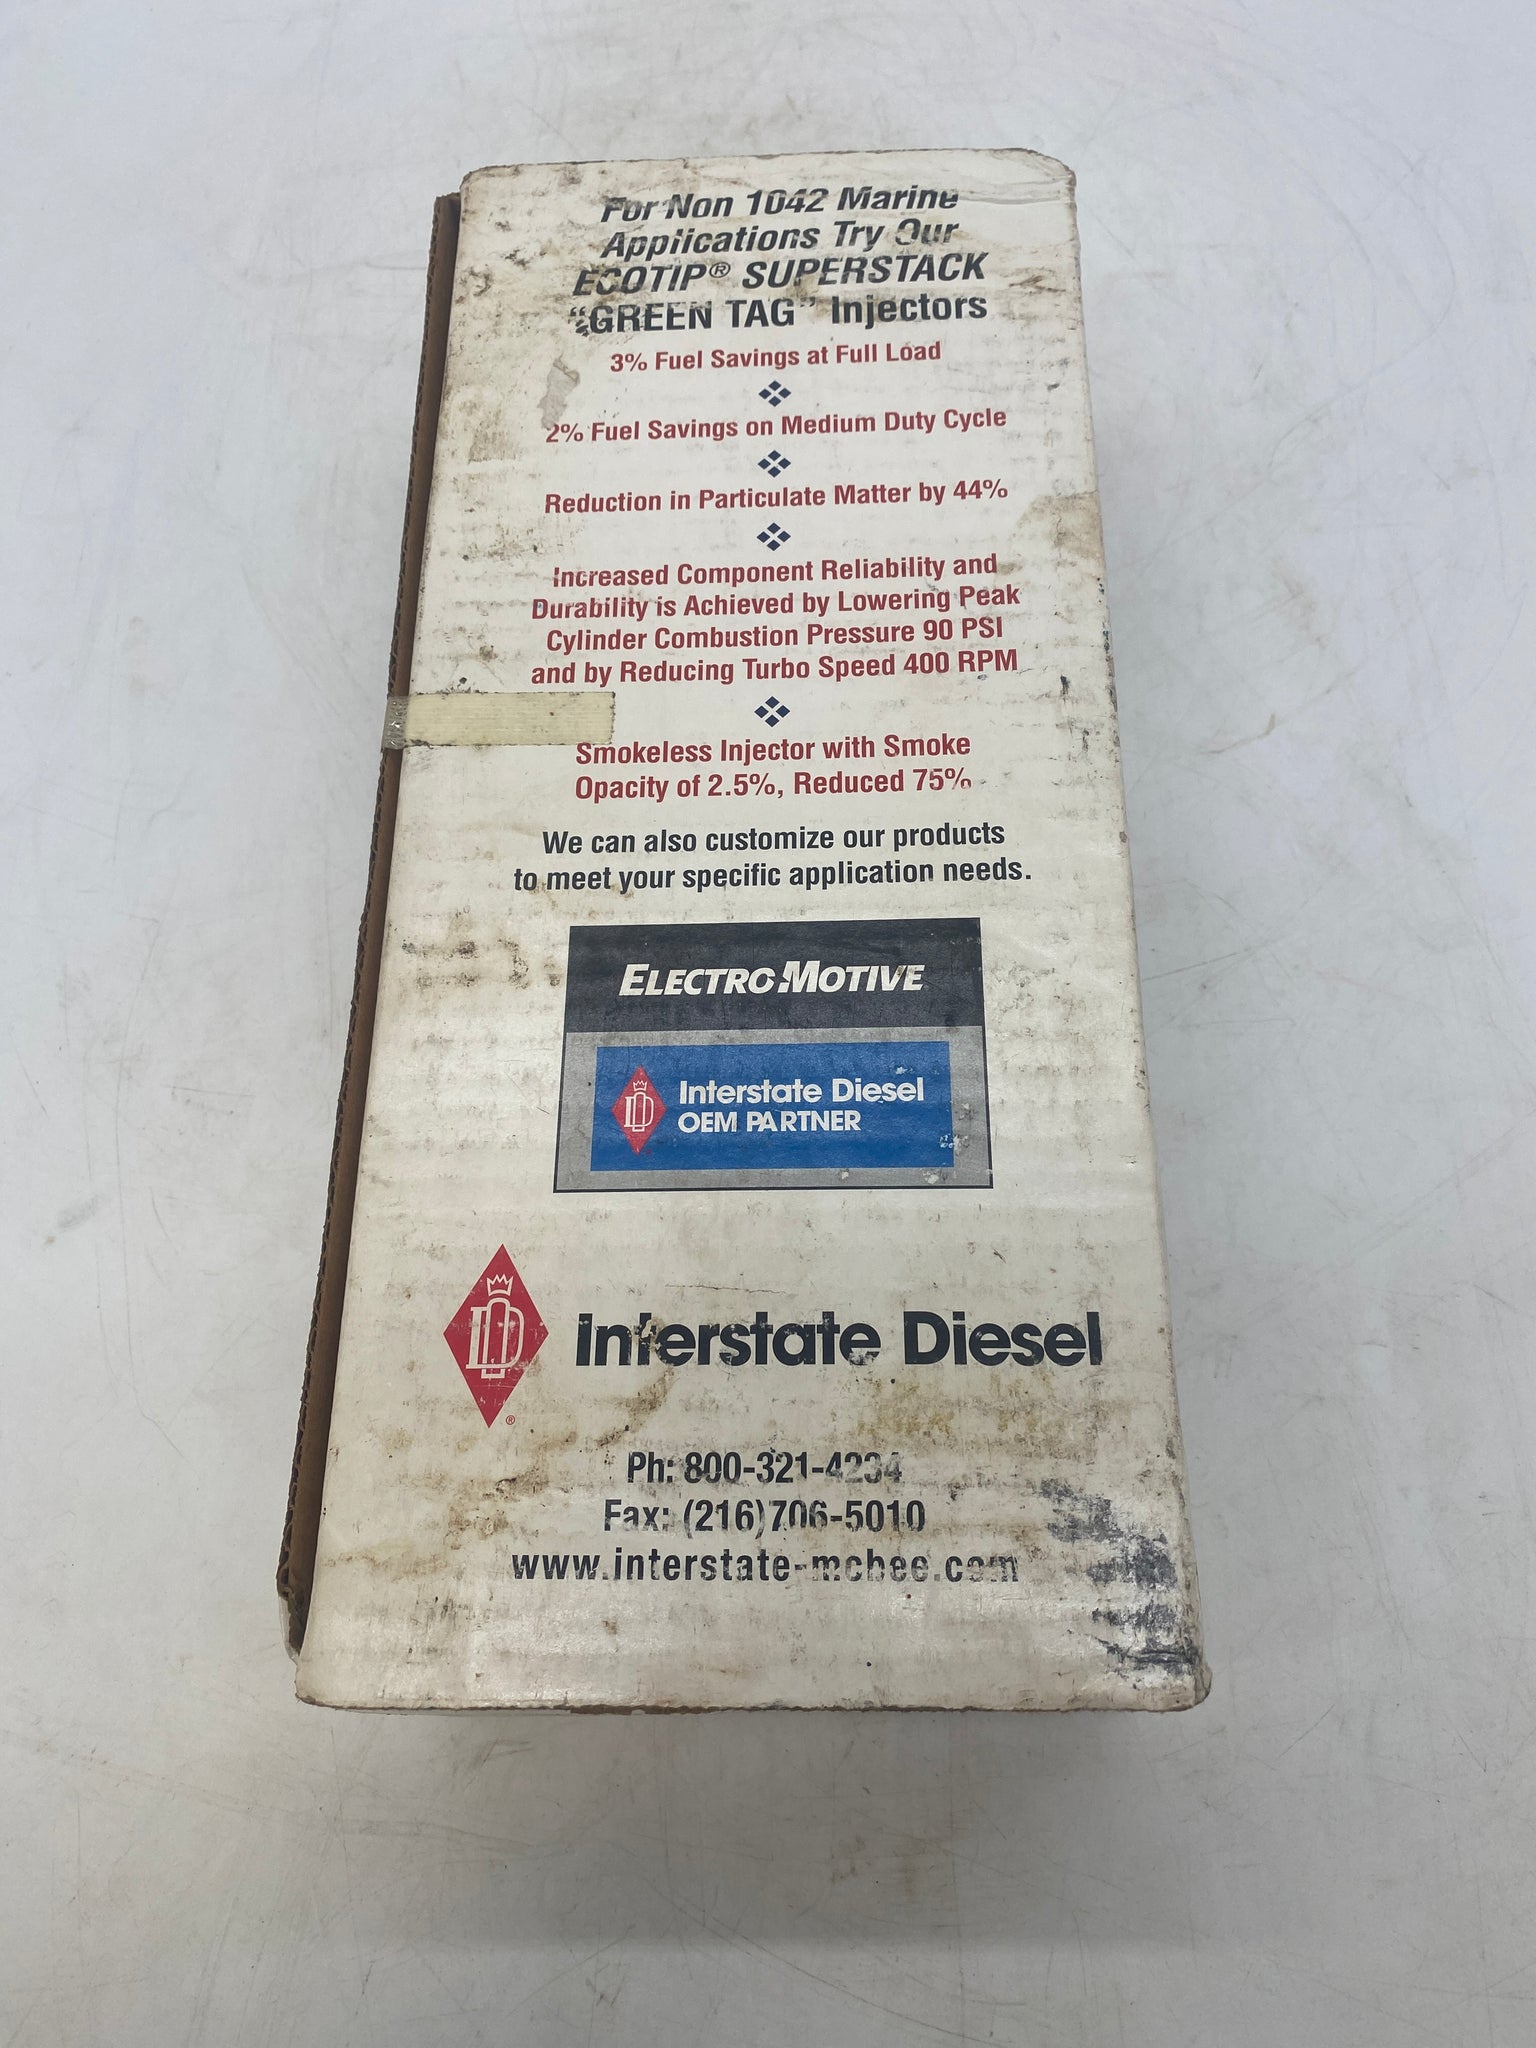 For Non 1042 Marine
Applications Try Our
ECOTIP® SUPERSTACK
“GREEN TAG” Injectors
3% Fuel Savings at Full Load
2% Fuel Savings on Medium Duty Cycle
Reduction in Particulate Matter by 44%
Increased Component Reliability and
Durability is Achieved by Lowering Peak
Cylinder Combustion Pressure 90 PSI
and by Reducing Turbo Speed 400 RPM
Smokeless Injector with Smoke
Opacity of 2.5%, Reduced 75%
We can also customize our products
to meet your specific application needs.
ELECTRO-MOTIVE
ID Interstate Diesel
OEM PARTNER
ID ® Interstate Diesel
Ph: 800-321-4234
Fax: (216)706-5010
www.interstate-mcbee.com